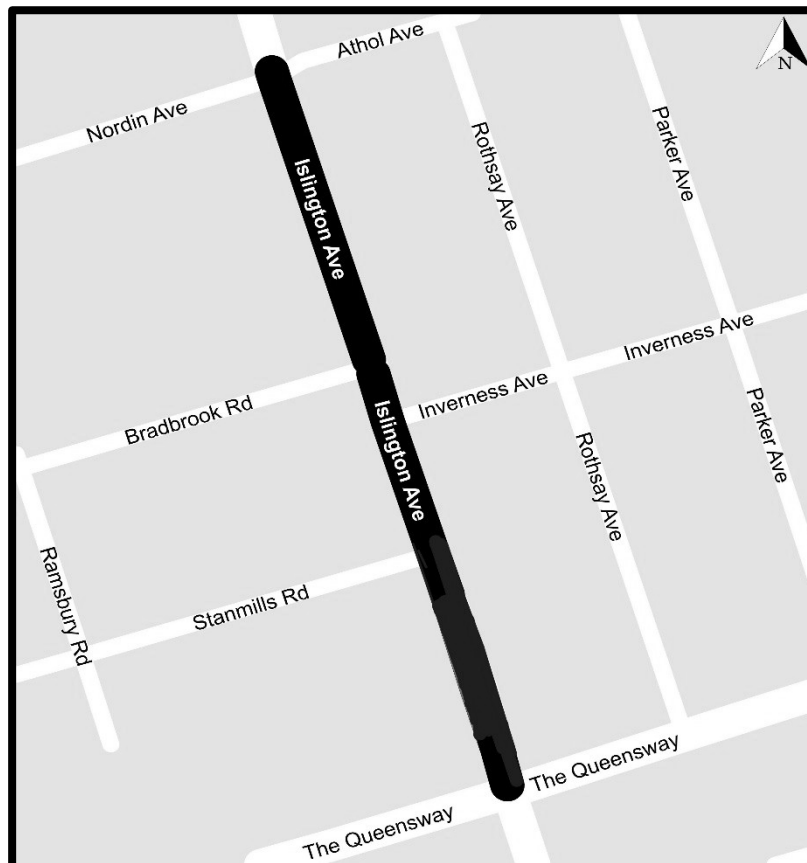 Athol Ave
N
Nordin Ave
Islington Ave
Rothsay Ave
Parker Ave
Inverness Ave
Bradbrook Rd
Inverness Ave
Islington Ave
Rothsay Ave
Parker Ave
Ramsbury Rd
Stanmills Rd
The Queensway
The Queensway